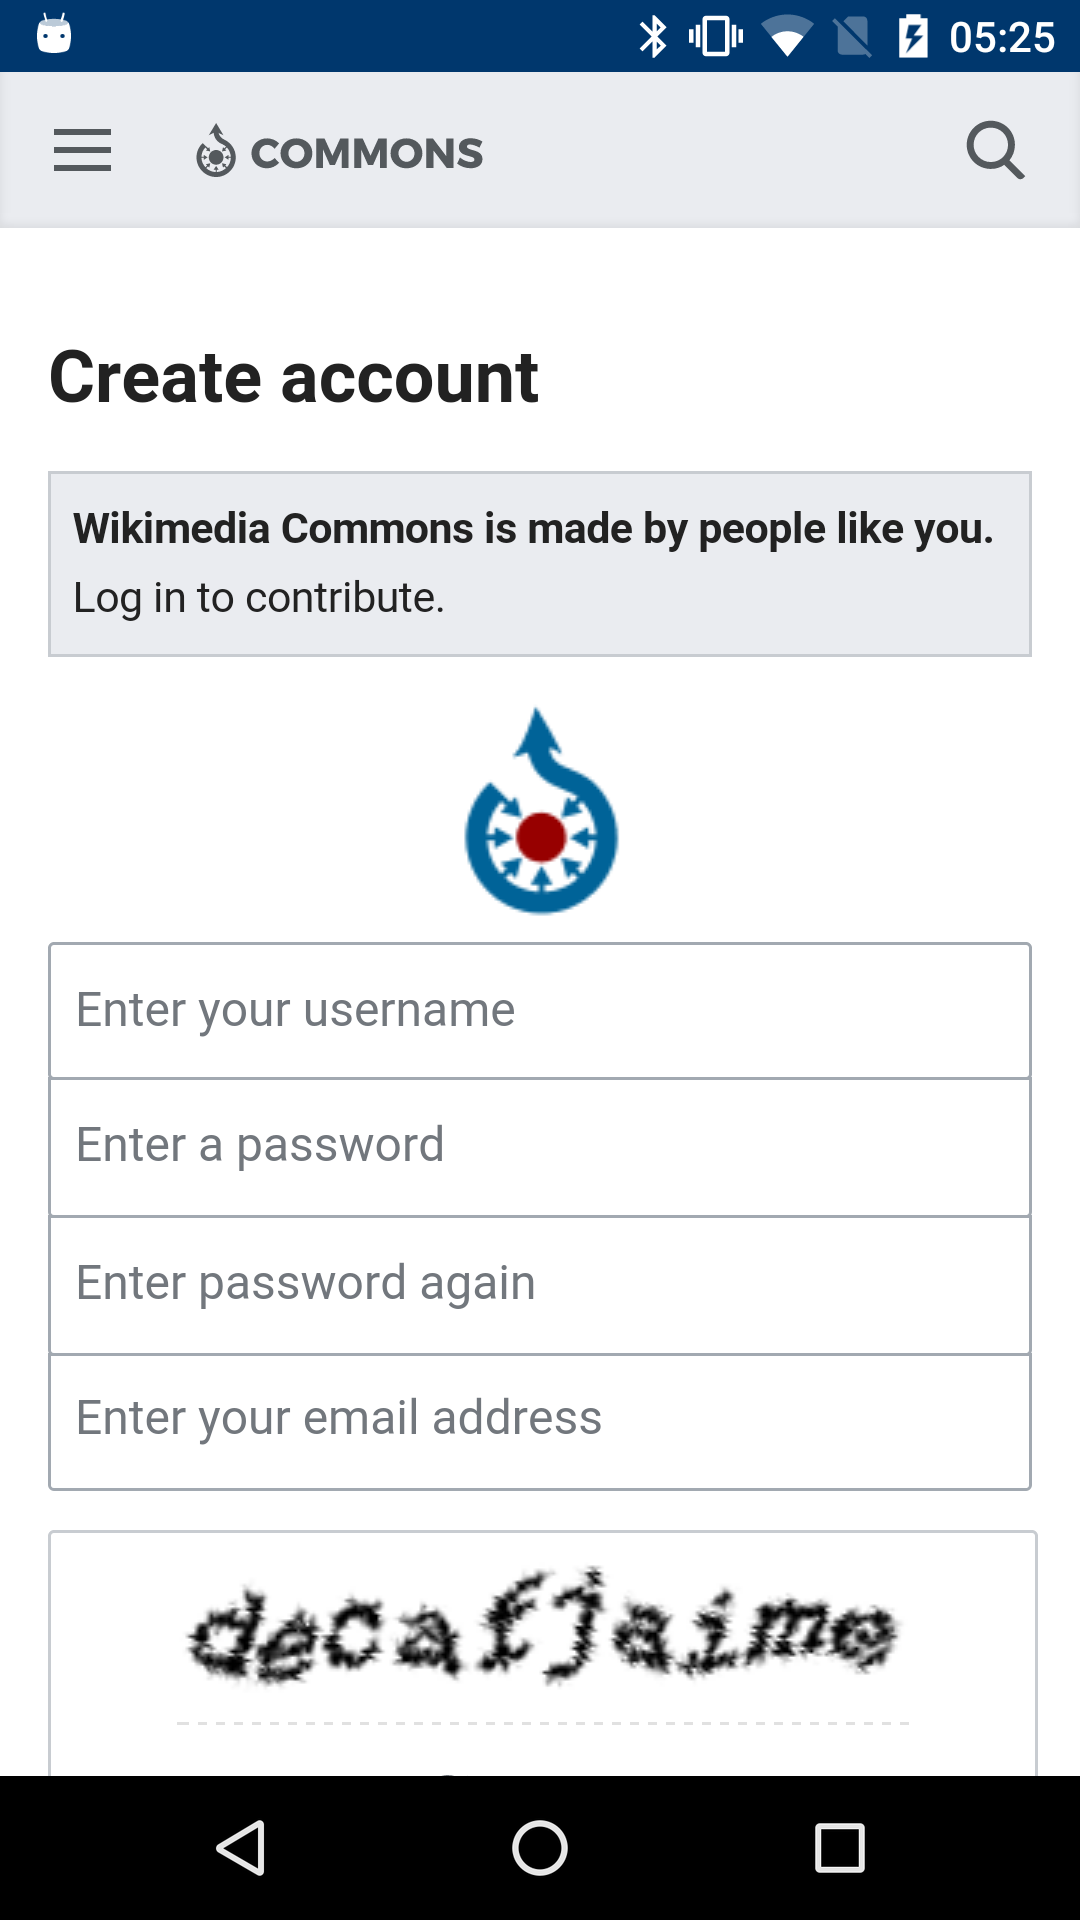 05:25
COMMONS
Create account
Wikimedia Commons is made by people like you.
Log in to contribute.
Enter your username
Enter a password
Enter password again
Enter your email address